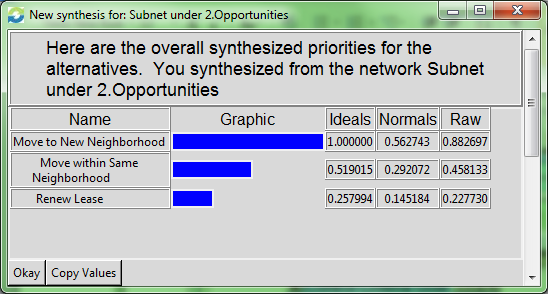 New synthesis for: Subnet under 2.Opportunities
Here are the overall synthesized priorities for the
alternatives.  You synthesized from the network Subnet
under 2.Opportunities
Name Graphic Ideals Normals Raw
Move to New Neighborhood 1.000000 0.562743 0.882697
Move within Same
Neighborhood 0.519015 0.292072 0.458133
Renew Lease 0.257994 0.145184 0.227730
Okay Copy Values